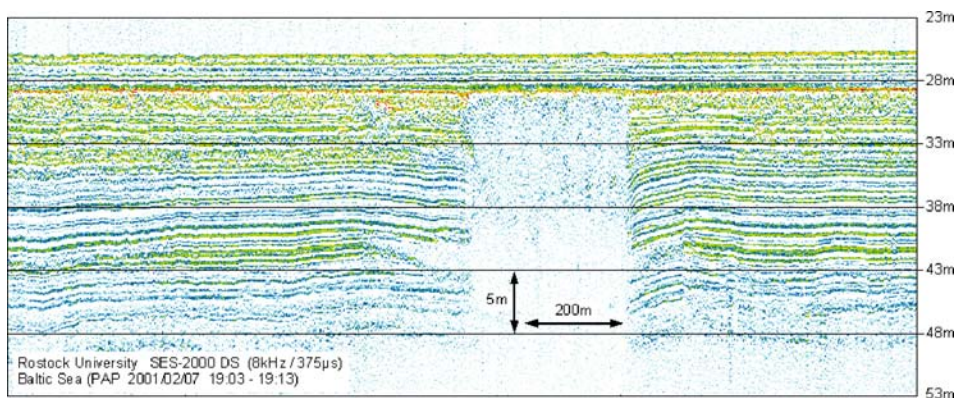 23m
28m
33m
38m
43m
5m
200m
48m
Rostock University SES-2000 DS (8kHz / 375µs)
Baltic Sea (PAP 2001/02/07 19:03 - 19:13)
53m